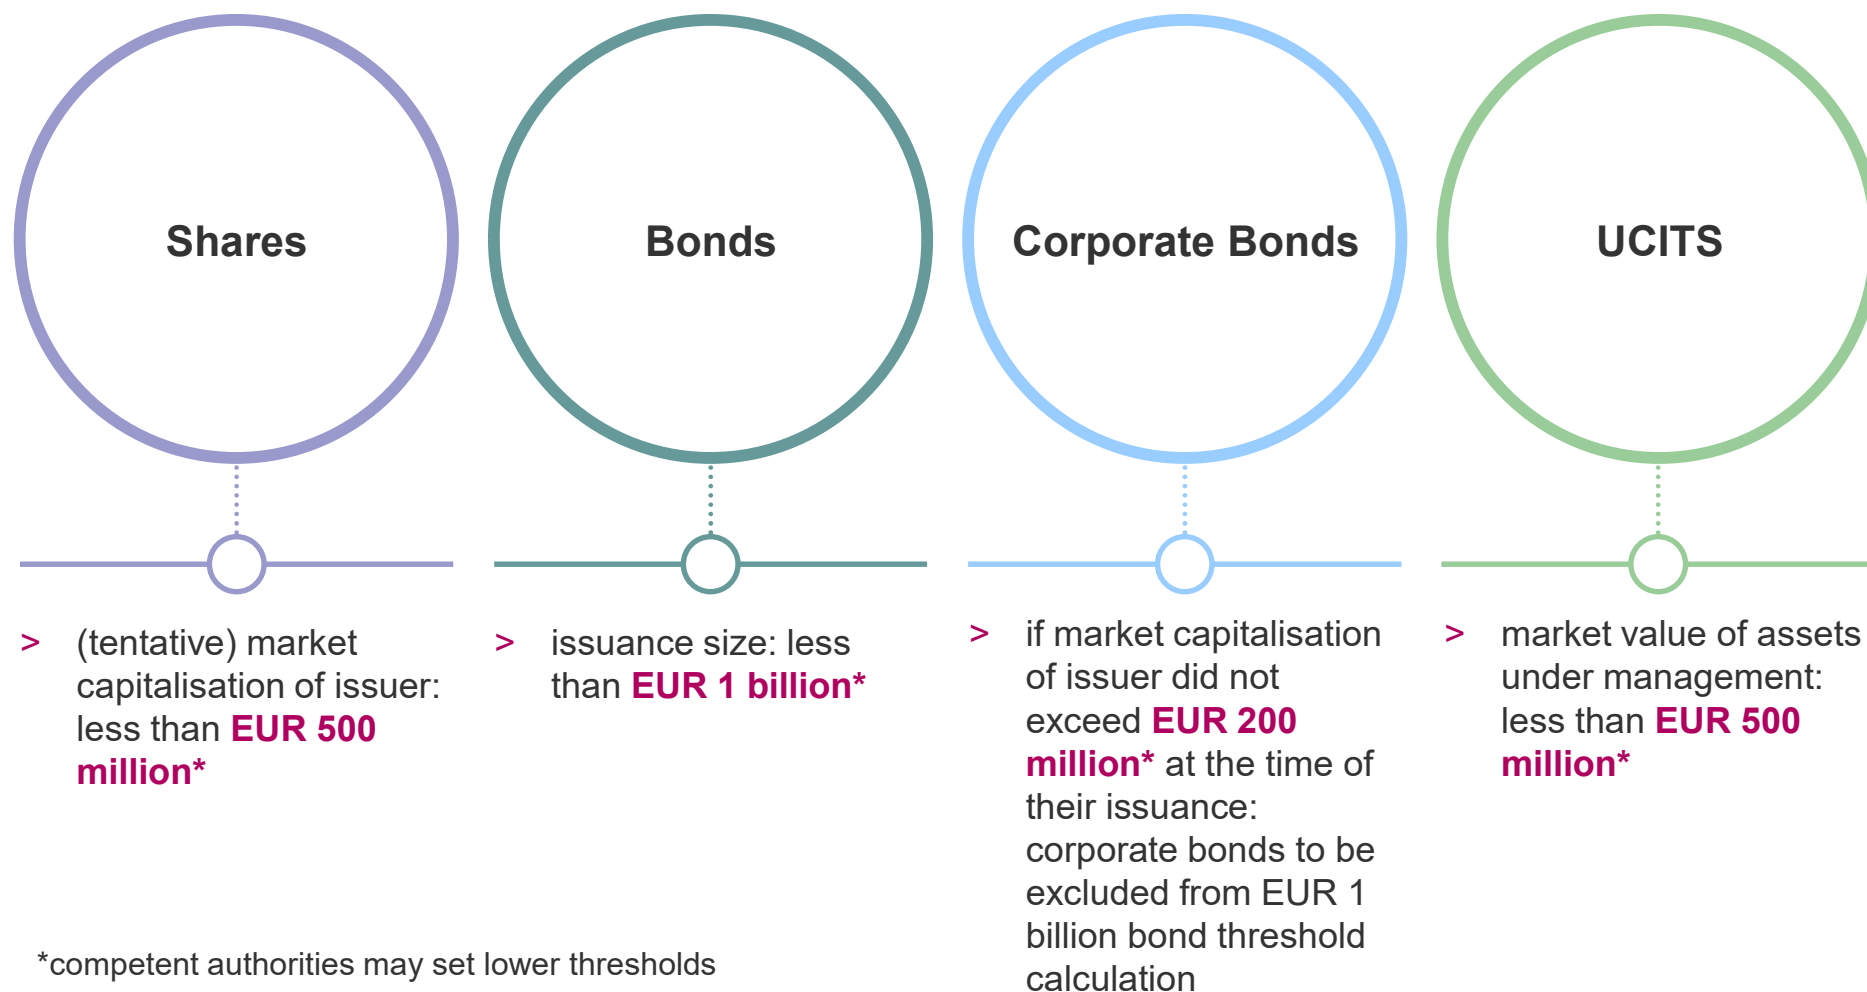 Shares
Bonds
Corporate Bonds
UCITS
> (tentative) market
capitalisation of issuer:
less than EUR 500
million*
> issuance size: less
than EUR 1 billion*
> if market capitalisation
of issuer did not
exceed EUR 200
million* at the time of
their issuance:
corporate bonds to be
excluded from EUR 1
billion bond threshold
calculation
> market value of assets
under management:
less than EUR 500
million*
*competent authorities may set lower thresholds